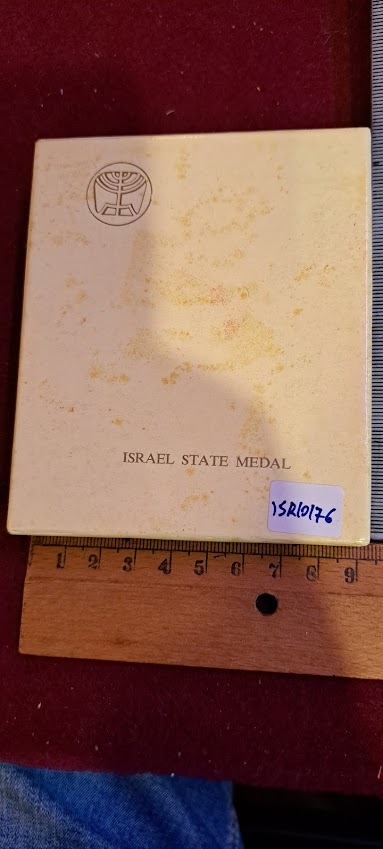 ISRAEL STATE MEDAL
ISR10176
1 2 3 4 5 6 7 8 9